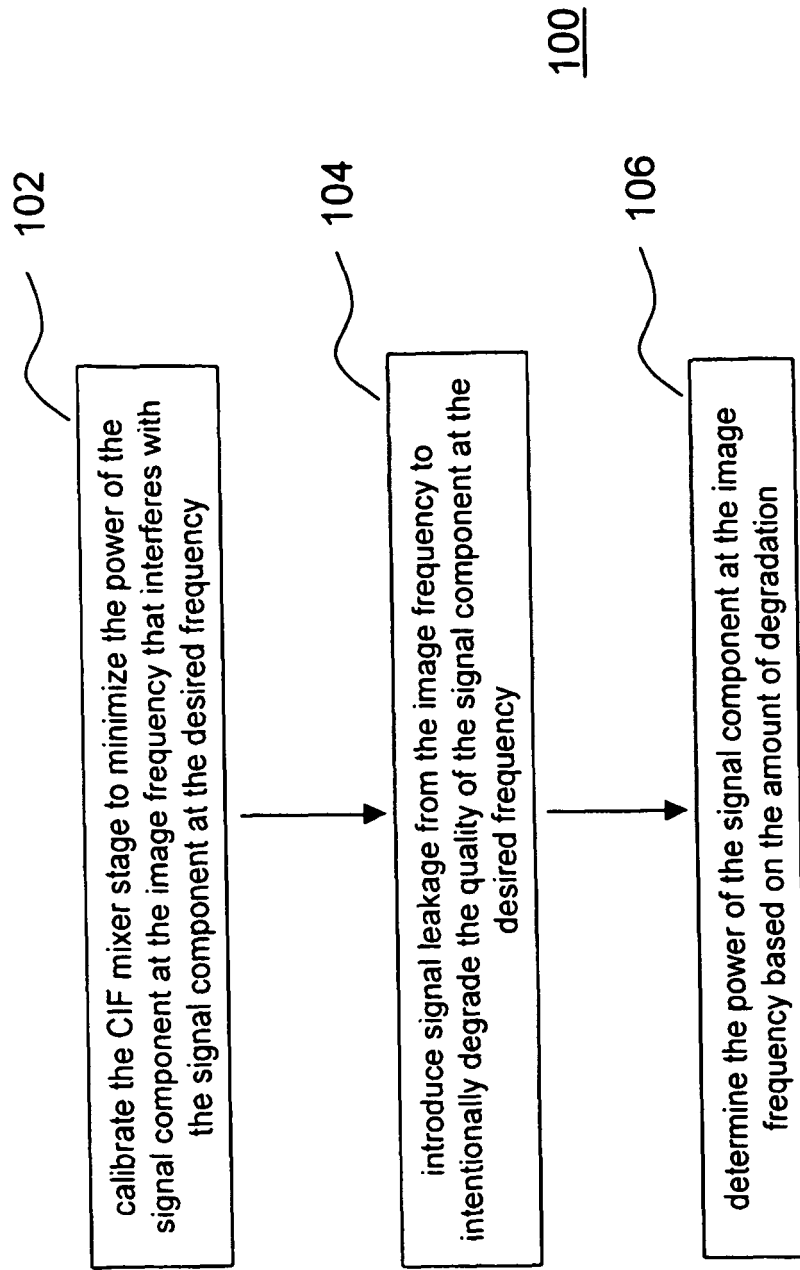 100
102
calibrate the CIF mixer stage to minimize the power of the
signal component at the image frequency that interferes with
the signal component at the desired frequency
104
introduce signal leakage from the image frequency to
intentionally degrade the quality of the signal component at the
desired frequency
106
determine the power of the signal component at the image
frequency based on the amount of degradation